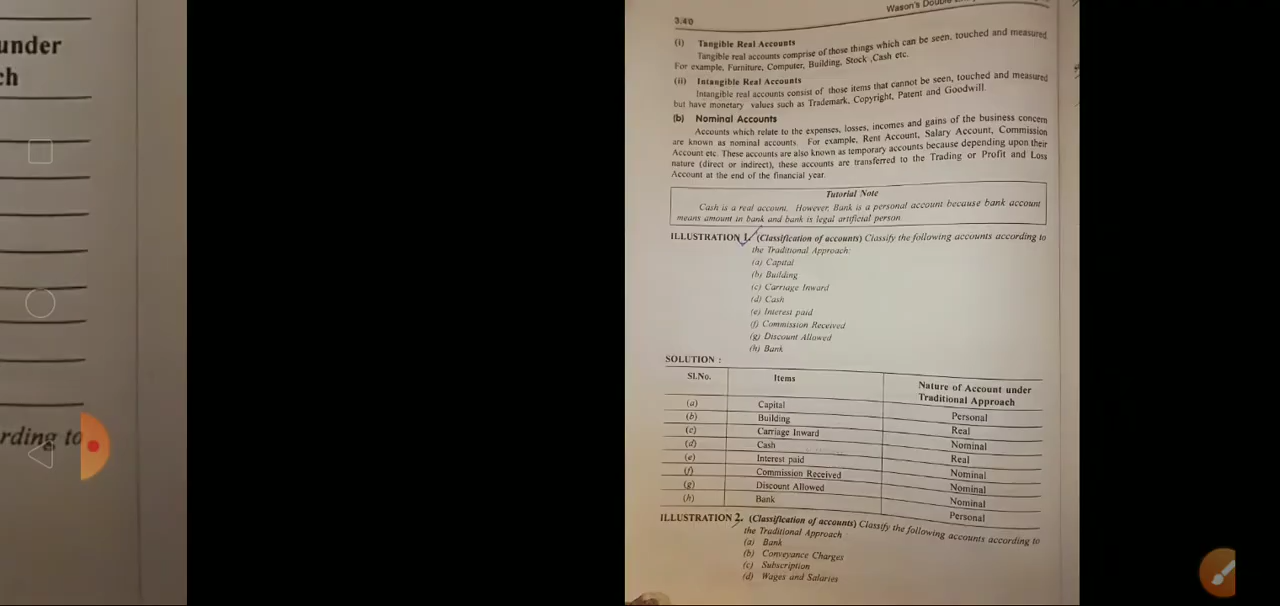 under
ch
rding to
Wason's Double
3.40
(i) Tangible Real Accounts
Tangible real accounts comprise of those things which can be seen, touched and measured
For example, Furniture, Computer, Building, Stock ,Cash etc.
(ii) Intangible Real Accounts
Intangible real accounts consist of those items that cannot be seen, touched and measured
but have monetary values such as Trademark, Copyright, Patent and Goodwill.
(b) Nominal Accounts
Accounts which relate to the expenses, losses, incomes and gains of the business concern
are known as nominal accounts. For example, Rent Account, Salary Account, Commission
Account etc. These accounts are also known as temporary accounts because depending upon their
nature (direct or indirect), these accounts are transferred to the Trading or Profit and Loss
Account at the end of the financial year.
Tutorial Note
Cash is a real account. However, Bank is a personal account because bank account
means amount in bank and bank is legal artificial person
ILLUSTRATION 1. (Classification of accounts) Classify the following accounts according to
the Traditional Approach:
(a) Capital
(b) Building
(c) Carriage Inward
(d) Cash
(e) Interest paid
(f) Commission Received
(g) Discount Allowed
(h) Bank
SOLUTION :
Sl.No. Items Nature of Account under
Traditional Approach
(a) Capital Personal
(b) Building Real
(c) Carriage Inward Nominal
(d) Cash Real
(e) Interest paid Nominal
(f) Commission Received Nominal
(g) Discount Allowed Nominal
(h) Bank Personal
ILLUSTRATION 2. (Classification of accounts) Classify the following accounts according to
the Traditional Approach
(a) Bank
(b) Conveyance Charges
(c) Subscription
(d) Wages and Salaries